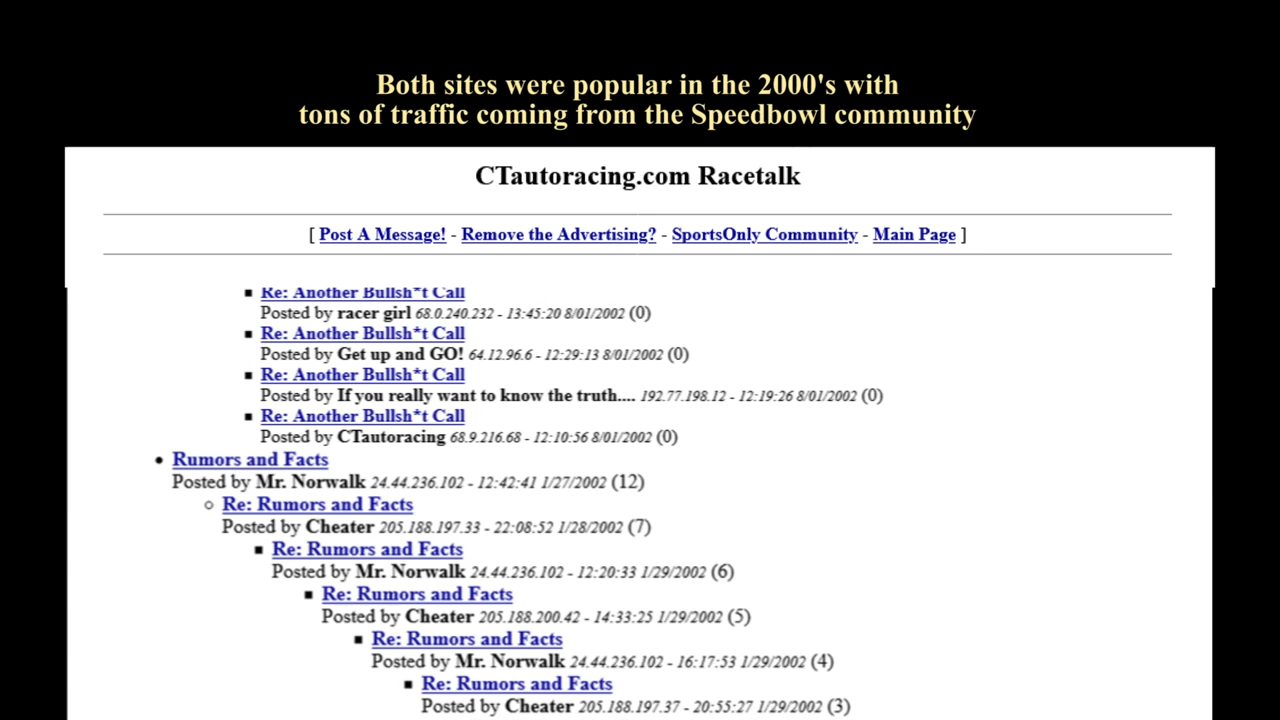 Both sites were popular in the 2000's with
tons of traffic coming from the Speedbowl community
CTautoracing.com Racetalk
[ Post A Message! - Remove the Advertising? - SportsOnly Community - Main Page ]
Re: Another Bullsh*t Call
Posted by racer girl 68.0.240.232 - 13:45:20 8/01/2002 (0)
Re: Another Bullsh*t Call
Posted by Get up and GO! 64.12.96.6 - 12:29:13 8/01/2002 (0)
Re: Another Bullsh*t Call
Posted by If you really want to know the truth.... 192.77.198.12 - 12:19:26 8/01/2002 (0)
Re: Another Bullsh*t Call
Posted by CTautoracing 68.9.216.68 - 12:10:56 8/01/2002 (0)
Rumors and Facts
Posted by Mr. Norwalk 24.44.236.102 - 12:42:41 1/27/2002 (12)
Re: Rumors and Facts
Posted by Cheater 205.188.197.33 - 22:08:52 1/28/2002 (7)
Re: Rumors and Facts
Posted by Mr. Norwalk 24.44.236.102 - 12:20:33 1/29/2002 (6)
Re: Rumors and Facts
Posted by Cheater 205.188.200.42 - 14:33:25 1/29/2002 (5)
Re: Rumors and Facts
Posted by Mr. Norwalk 24.44.236.102 - 16:17:53 1/29/2002 (4)
Re: Rumors and Facts
Posted by Cheater 205.188.197.37 - 20:55:27 1/29/2002 (3)